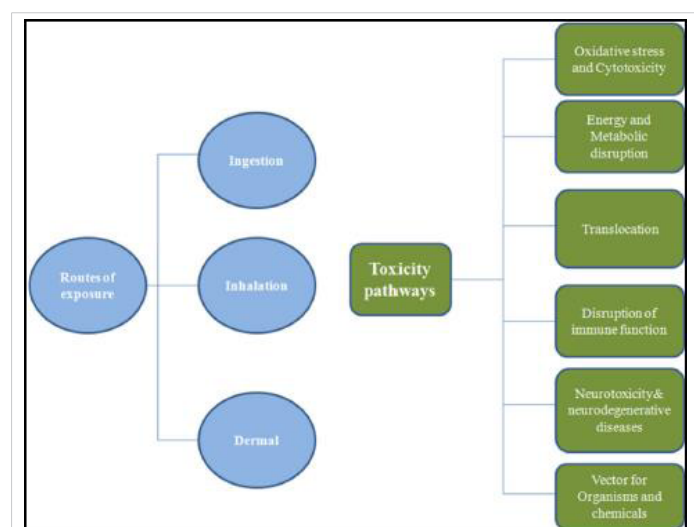 Routes of
exposure
Ingestion
Inhalation
Dermal
Toxicity
pathways
Oxidative stress
and Cytotoxicity
Energy and
Metabolic
disruption
Translocation
Disruption of
immune function
Neurotoxicity&
neurodegenerative
diseases
Vector for
Organisms and
chemicals